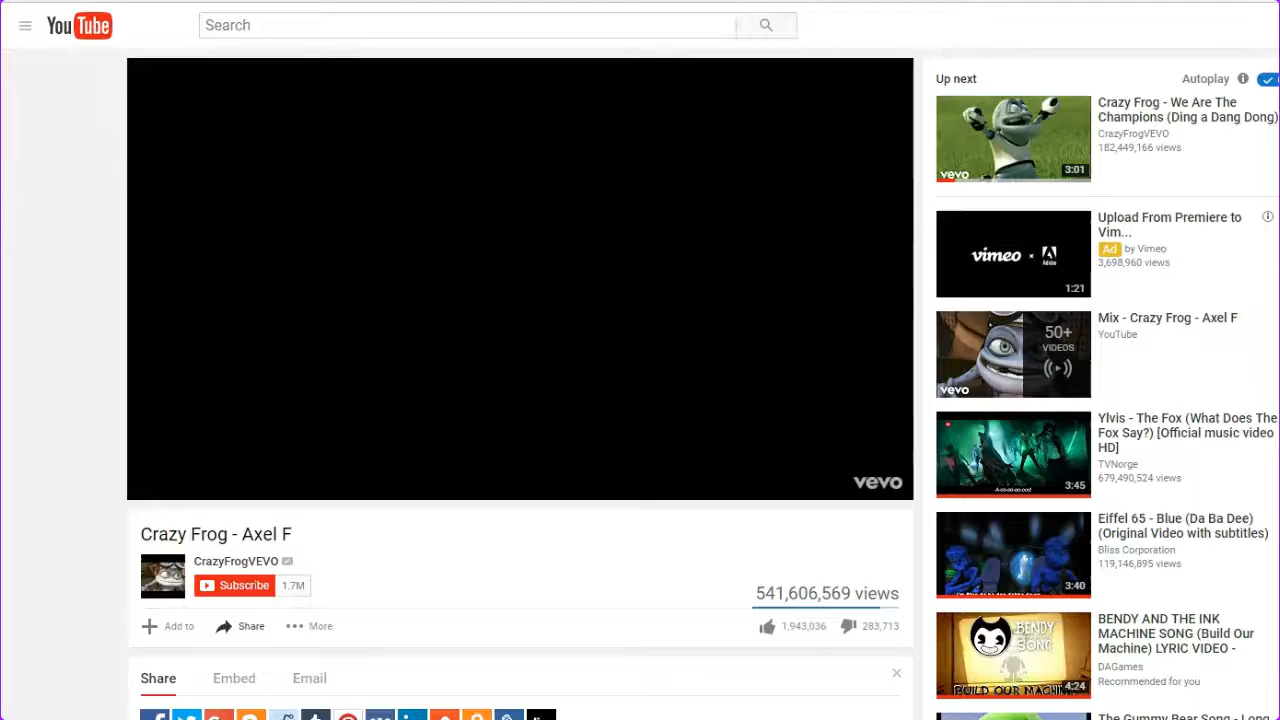 YouTube
Search
vevo
Crazy Frog - Axel F
CrazyFrogVEVO
Subscribe 1.7M
541,606,569 views
Add to Share More
1,943,036 283,713
Share Embed Email
Up next Autoplay
Crazy Frog - We Are The
Champions (Ding a Dang Dong)
CrazyFrogVEVO
182,449,166 views
vevo 3:01
Upload From Premiere to
Vim...
Ad by Vimeo
3,698,960 views
vimeo × Adobe
1:21
Mix - Crazy Frog - Axel F
YouTube
50+
VIDEOS
vevo
Ylvis - The Fox (What Does The
Fox Say?) [Official music video
HD]
TVNorge
679,490,524 views
3:45
Eiffel 65 - Blue (Da Ba Dee)
(Original Video with subtitles)
Bliss Corporation
119,146,895 views
3:40
BENDY AND THE INK
MACHINE SONG (Build Our
Machine) LYRIC VIDEO -
DAGames
Recommended for you
BENDY
SONG
BUILD OUR MACHINE
4:24
The Gummy Bear Song - Long